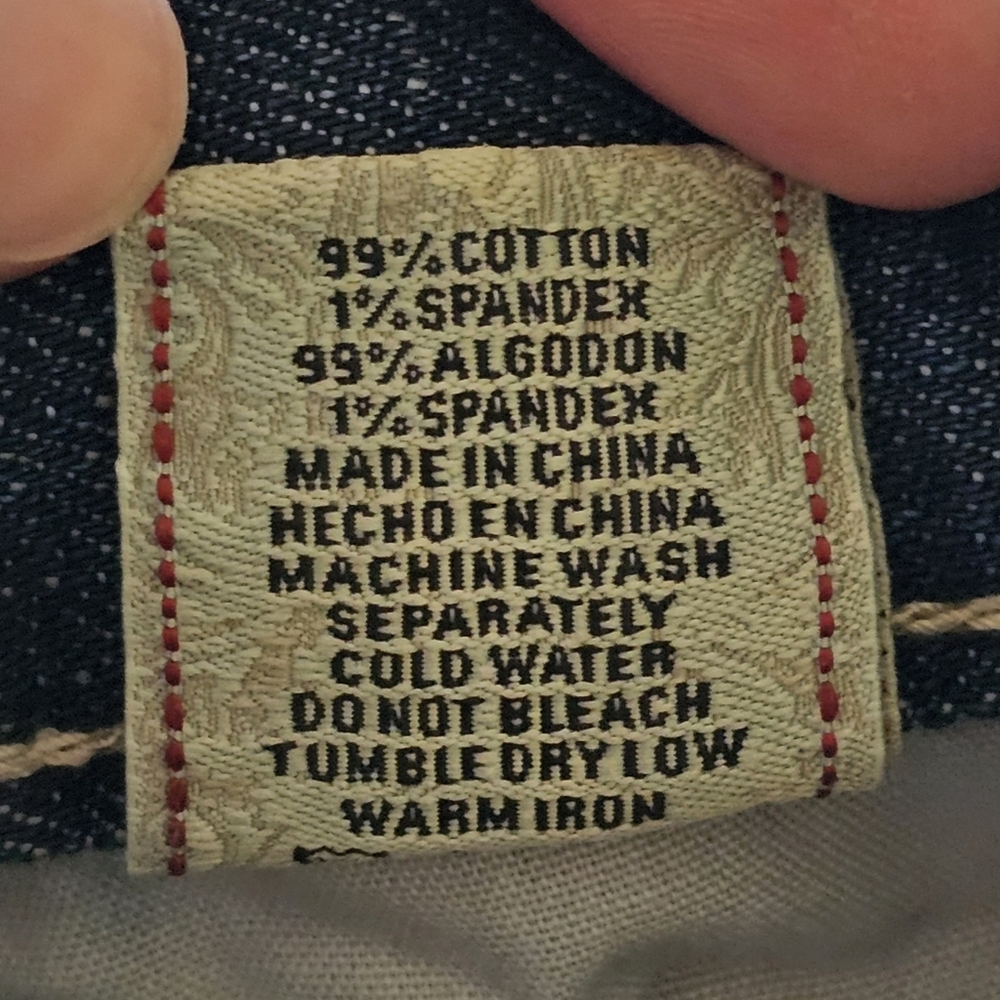 99% COTTON
1% SPANDEX
99% ALGODON
1% SPANDEX
MADE IN CHINA
HECHO EN CHINA
MACHINE WASH
SEPARATELY
COLD WATER
DO NOT BLEACH
TUMBLE DRY LOW
WARM IRON